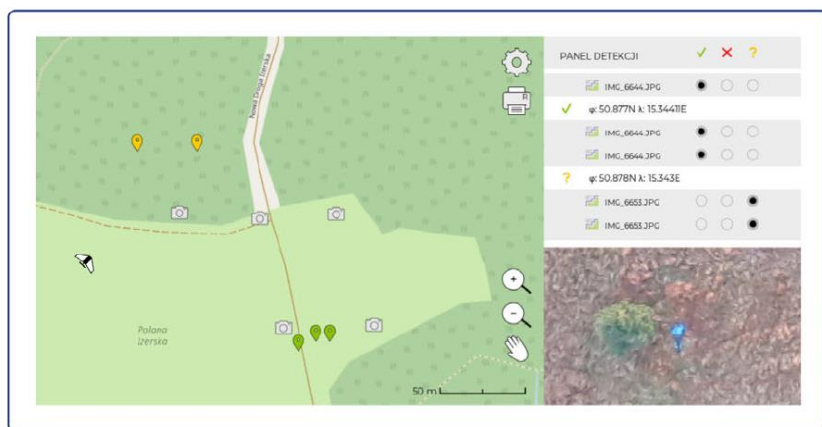 Nowa Droga Izerska
Polana
Izerska
50 m
PANEL DETEKCJI
?
R
IMG_6644.JPG
φ: 50.877N λ: 15.34411E
IMG_6644.JPG
IMG_6644.JPG
? φ: 50.878N λ: 15.343E
IMG_6653.JPG
IMG_6653.JPG